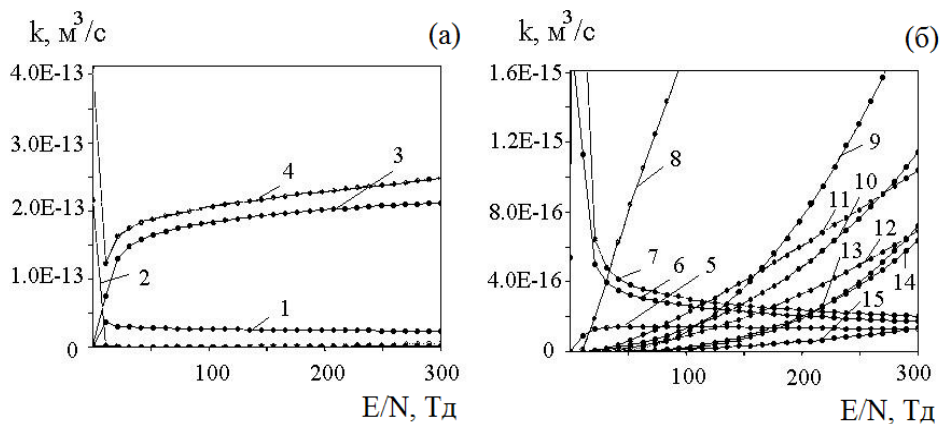 k, м³/с (а)
4.0E-13
3.0E-13
2.0E-13
1.0E-13
0
4
3
2
1
100 200 300
E/N, Тд
k, м³/с (б)
1.6E-15
1.2E-15
8.0E-16
4.0E-16
0
8
9
10
11
12
13
7
6
5
14
15
100 200 300
E/N, Тд